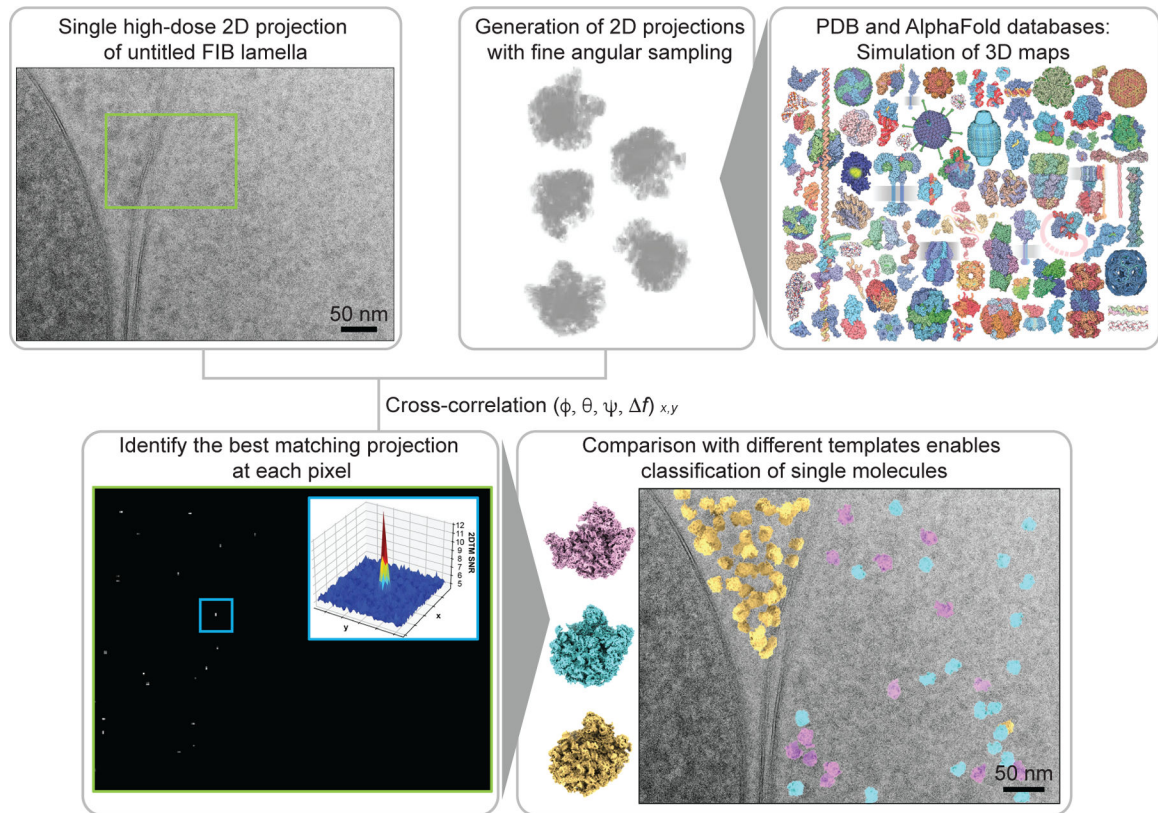 Single high-dose 2D projection
of untitled FIB lamella
50 nm
Generation of 2D projections
with fine angular sampling
PDB and AlphaFold databases:
Simulation of 3D maps
Cross-correlation (ϕ, θ, ψ, Δf) x,y
Identify the best matching projection
at each pixel
12
11
10
9
8
7
6
5
2DTM SNR
y
x
Comparison with different templates enables
classification of single molecules
50 nm